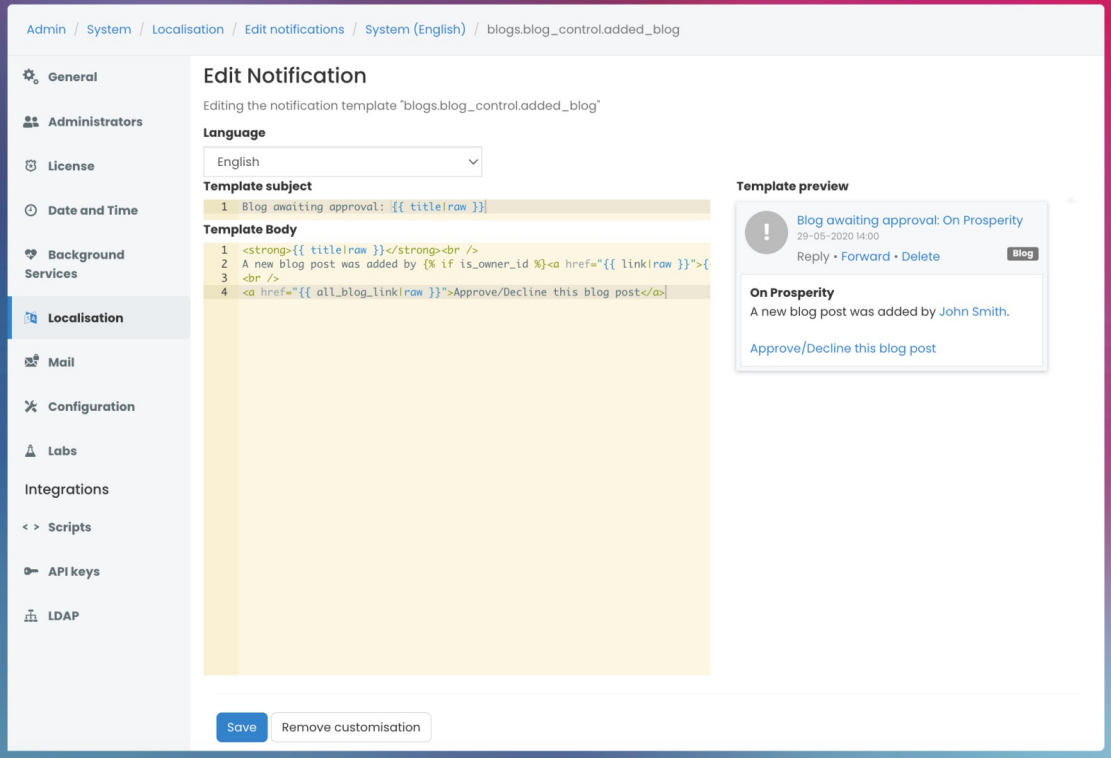 Admin / System / Localisation / Edit notifications / System (English) / blogs.blog_control.added_blog
General
Administrators
License
Date and Time
Background
Services
Localisation
Mail
Configuration
Labs
Integrations
< > Scripts
API keys
LDAP
Edit Notification
Editing the notification template "blogs.blog_control.added_blog"
Language
English
Template subject
1 Blog awaiting approval: {{ title|raw }}
Template Body
1 <strong>{{ title|raw }}</strong><br />
2 A new blog post was added by {% if is_owner_id %}<a href="{{ link|raw }}">{
3 <br />
4 <a href="{{ all_blog_link|raw }}">Approve/Decline this blog post</a>
Template preview
!
Blog awaiting approval: On Prosperity
29-05-2020 14:00
Reply • Forward • Delete
Blog
On Prosperity
A new blog post was added by John Smith.
Approve/Decline this blog post
Save
Remove customisation